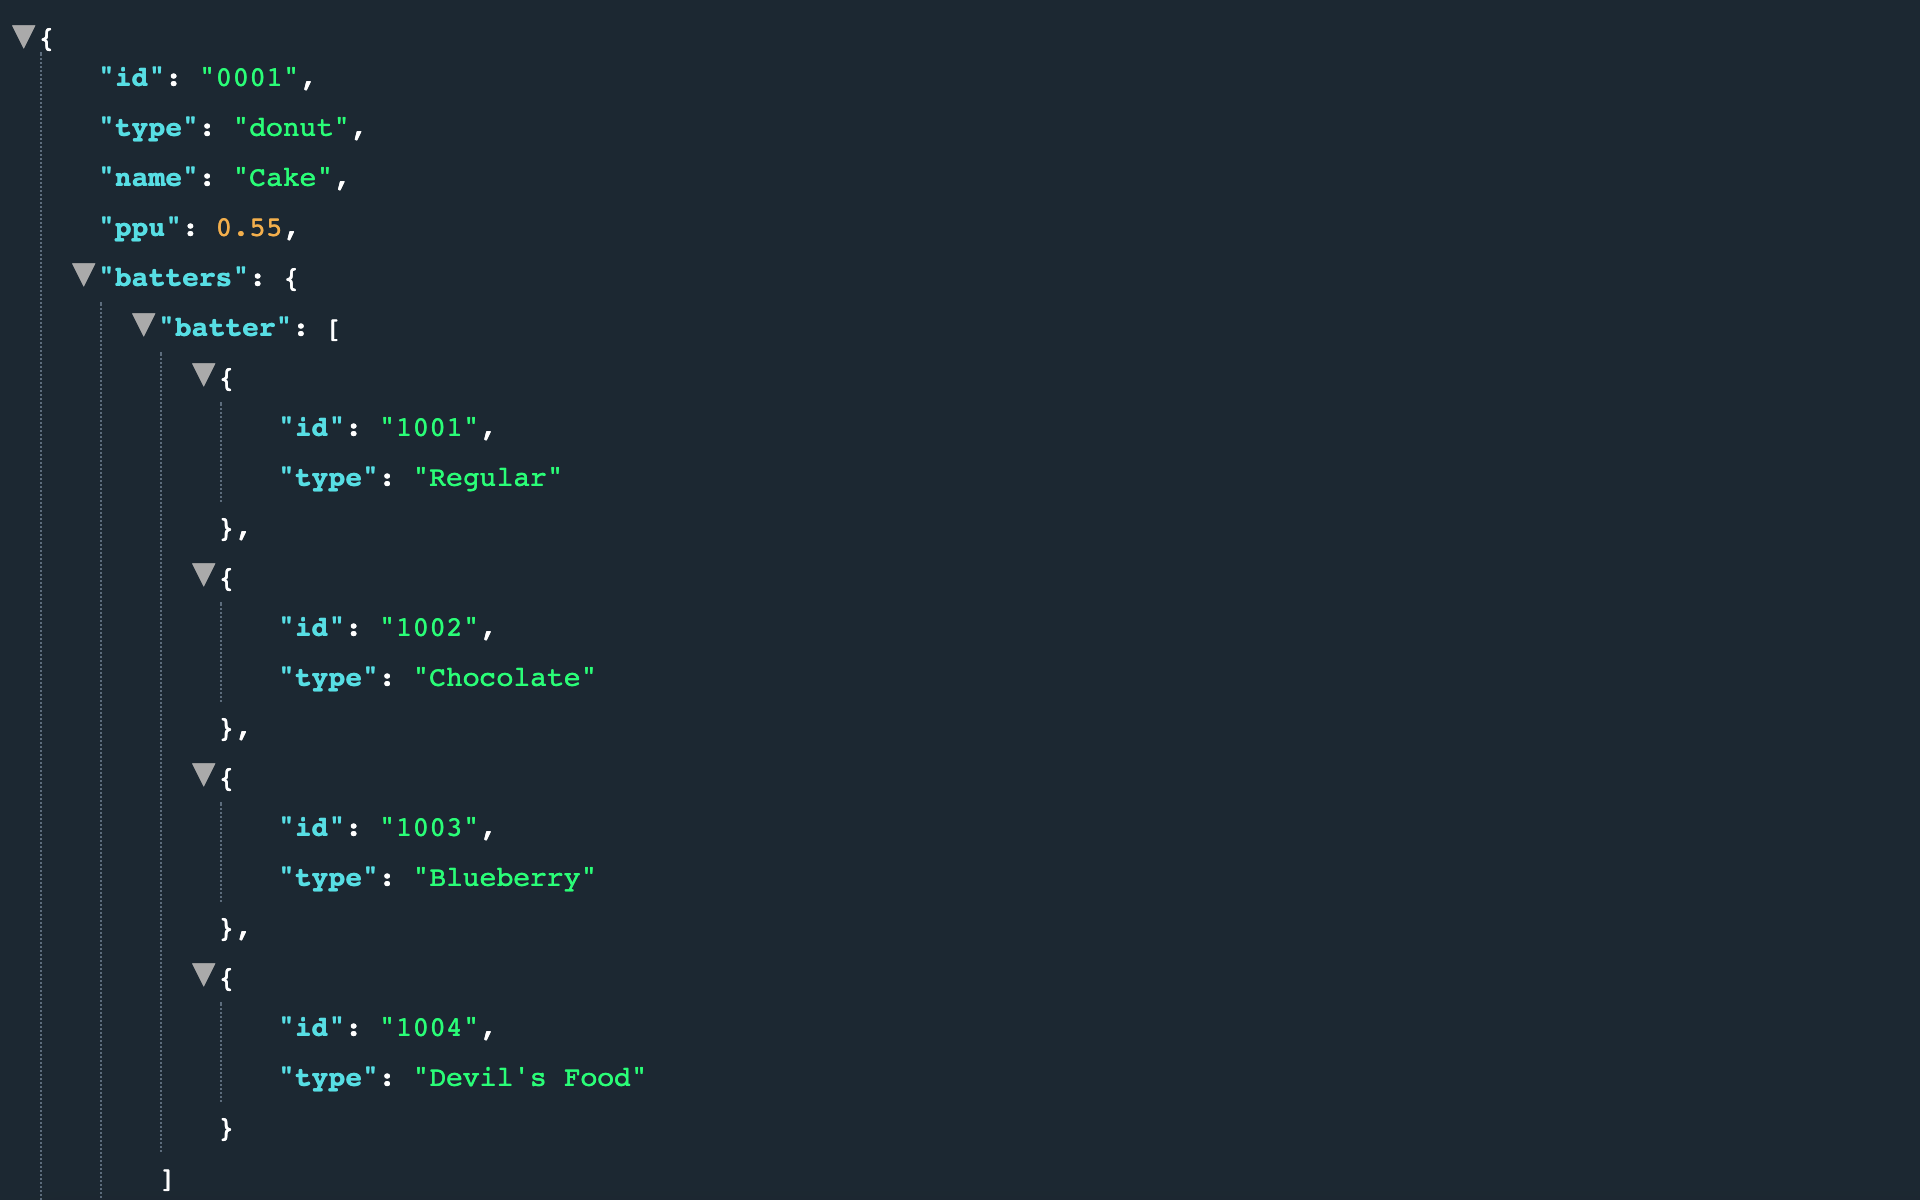 {
"id": "0001",
"type": "donut",
"name": "Cake",
"ppu": 0.55,
"batters": {
"batter": [
{
"id": "1001",
"type": "Regular"
},
{
"id": "1002",
"type": "Chocolate"
},
{
"id": "1003",
"type": "Blueberry"
},
{
"id": "1004",
"type": "Devil's Food"
}
]